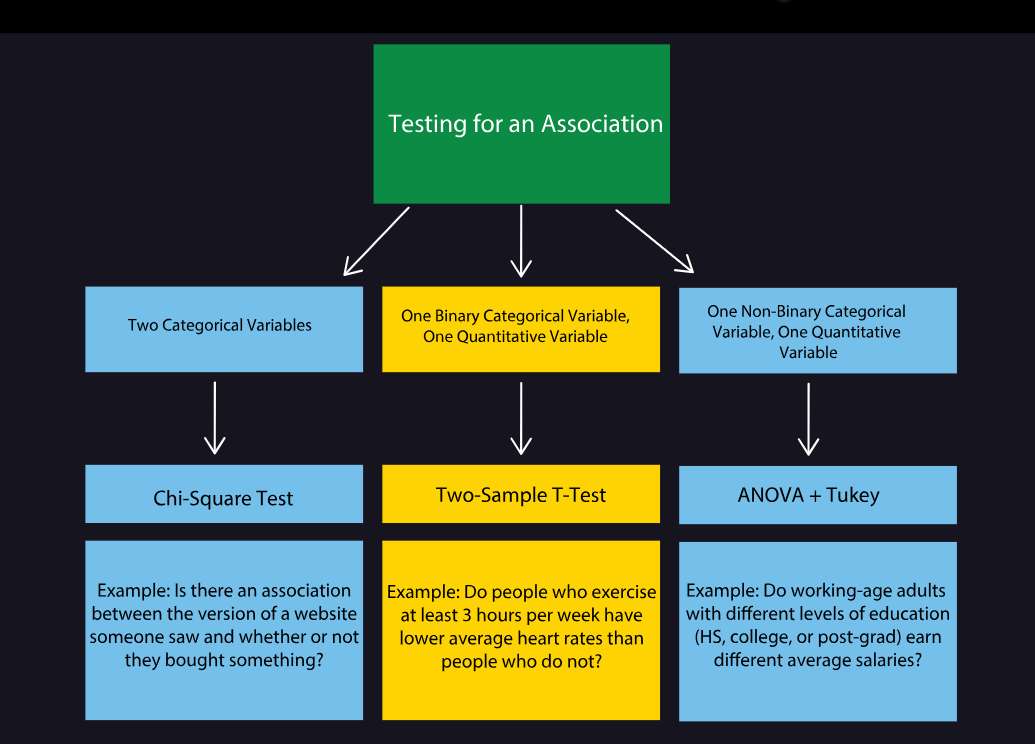 Testing for an Association
Two Categorical Variables
One Binary Categorical Variable,
One Quantitative Variable
One Non-Binary Categorical
Variable, One Quantitative
Variable
Chi-Square Test
Two-Sample T-Test
ANOVA + Tukey
Example: Is there an association
between the version of a website
someone saw and whether or not
they bought something?
Example: Do people who exercise
at least 3 hours per week have
lower average heart rates than
people who do not?
Example: Do working-age adults
with different levels of education
(HS, college, or post-grad) earn
different average salaries?